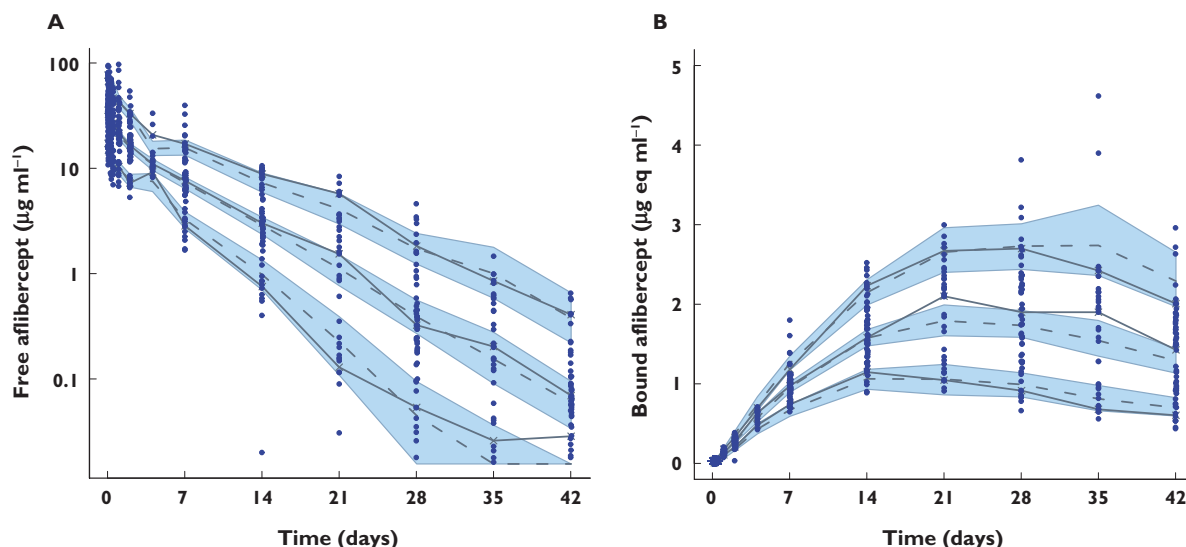 A
Free aflibercept (µg ml⁻¹)
100
10
1
0.1
0 7 14 21 28 35 42
Time (days)
B
Bound aflibercept (µg eq ml⁻¹)
5
4
3
2
1
0
0 7 14 21 28 35 42
Time (days)